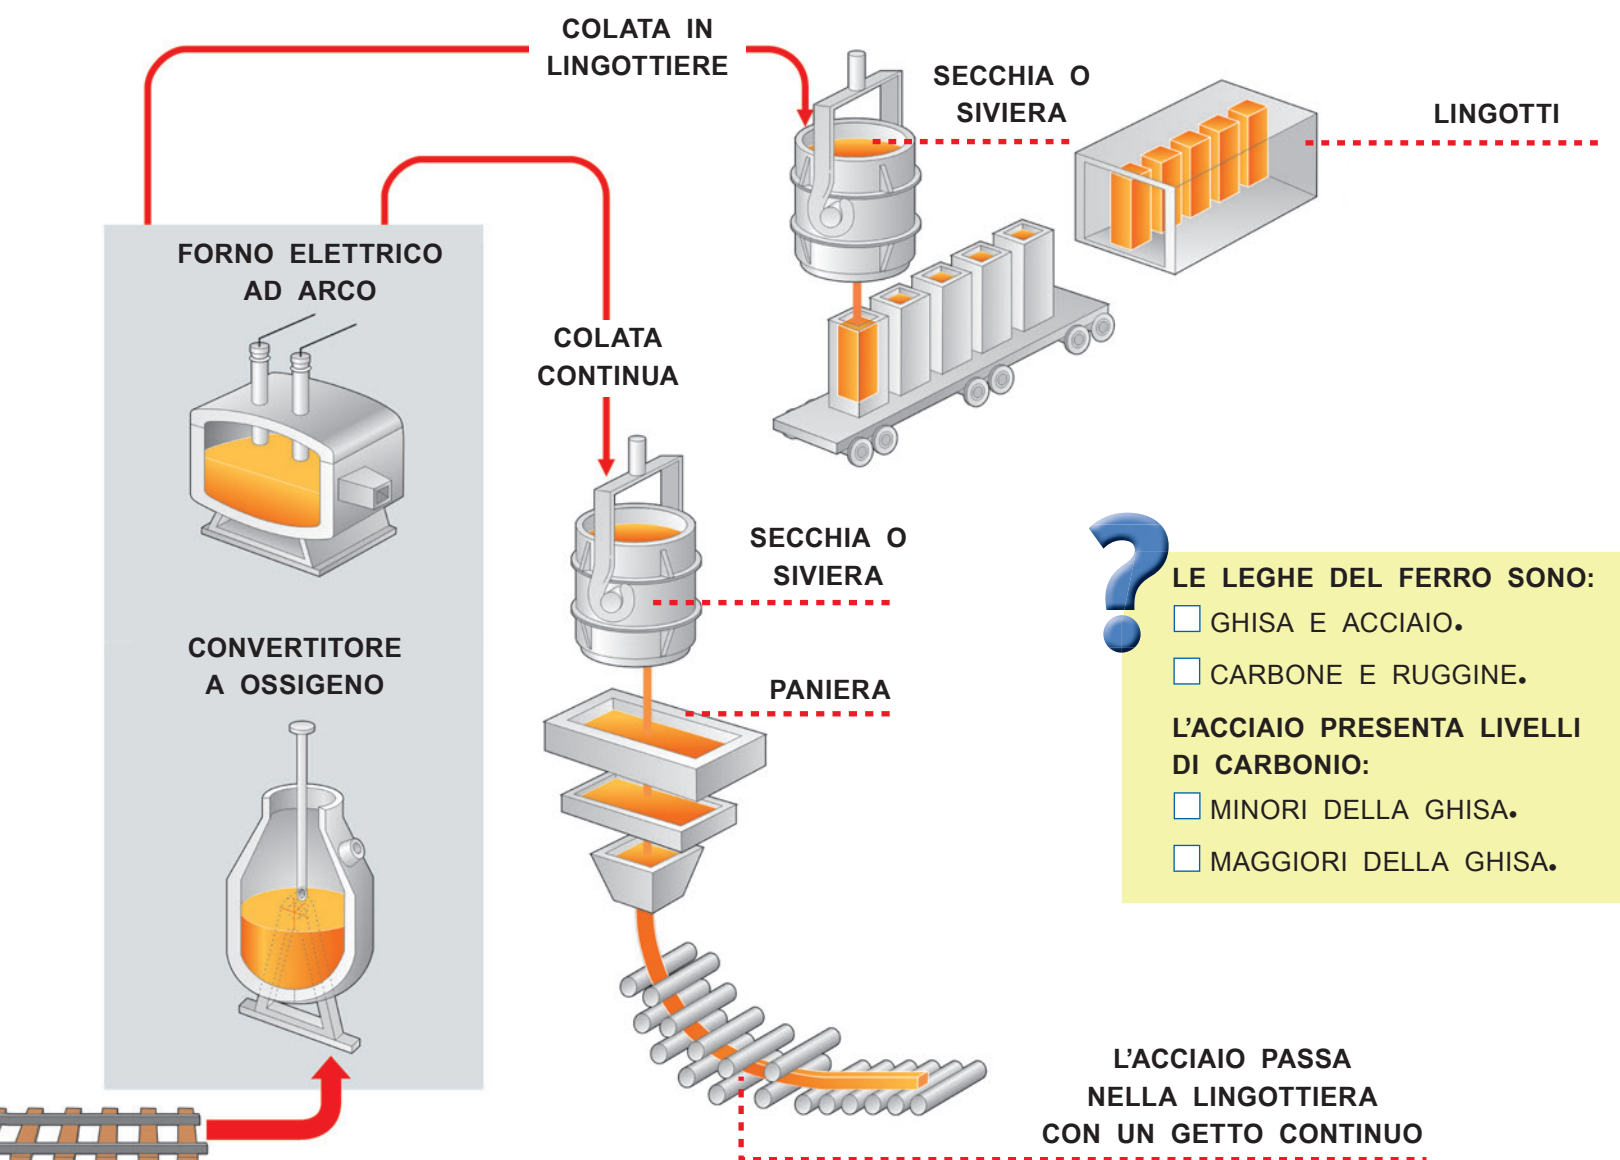 COLATA IN
LINGOTTIERE
SECCHIA O
SIVIERA
LINGOTTI
FORNO ELETTRICO
AD ARCO
COLATA
CONTINUA
SECCHIA O
SIVIERA
CONVERTITORE
A OSSIGENO
PANIERA
?
LE LEGHE DEL FERRO SONO:
GHISA E ACCIAIO.
CARBONE E RUGGINE.
L'ACCIAIO PRESENTA LIVELLI
DI CARBONIO:
MINORI DELLA GHISA.
MAGGIORI DELLA GHISA.
L'ACCIAIO PASSA
NELLA LINGOTTIERA
CON UN GETTO CONTINUO